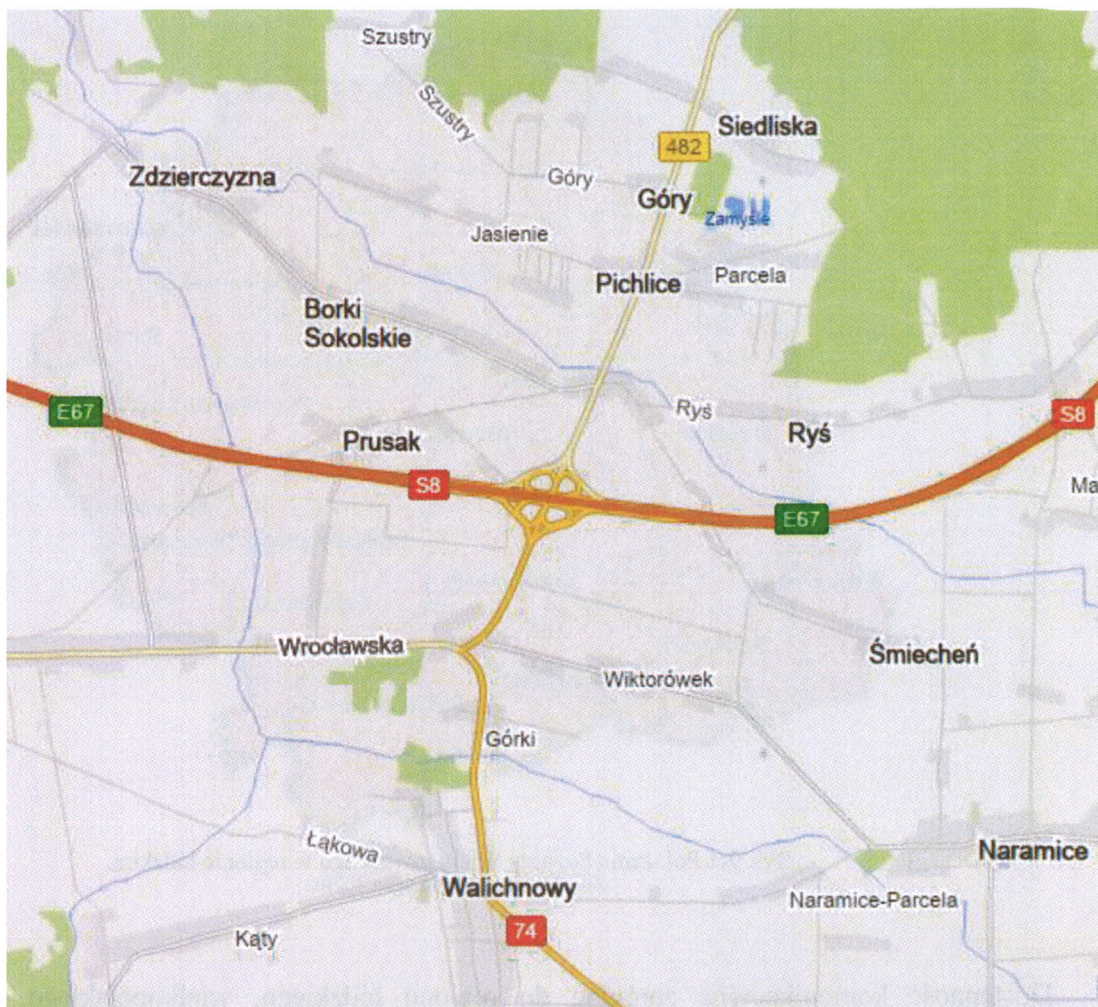 Szustry
Szustry
Siedliska
482
Góry
Zdzierczyzna
Góry
Zamyśle
Jasienie
Parcela
Pichlice
Borki
Sokolskie
E67
Ryś
S8
Prusak
Ryś
S8
Ma
E67
Wrocławska
Śmiecheń
Wiktorówek
Górki
Łąkowa
Naramice
Walichnowy
Naramice-Parcela
74
Kąty